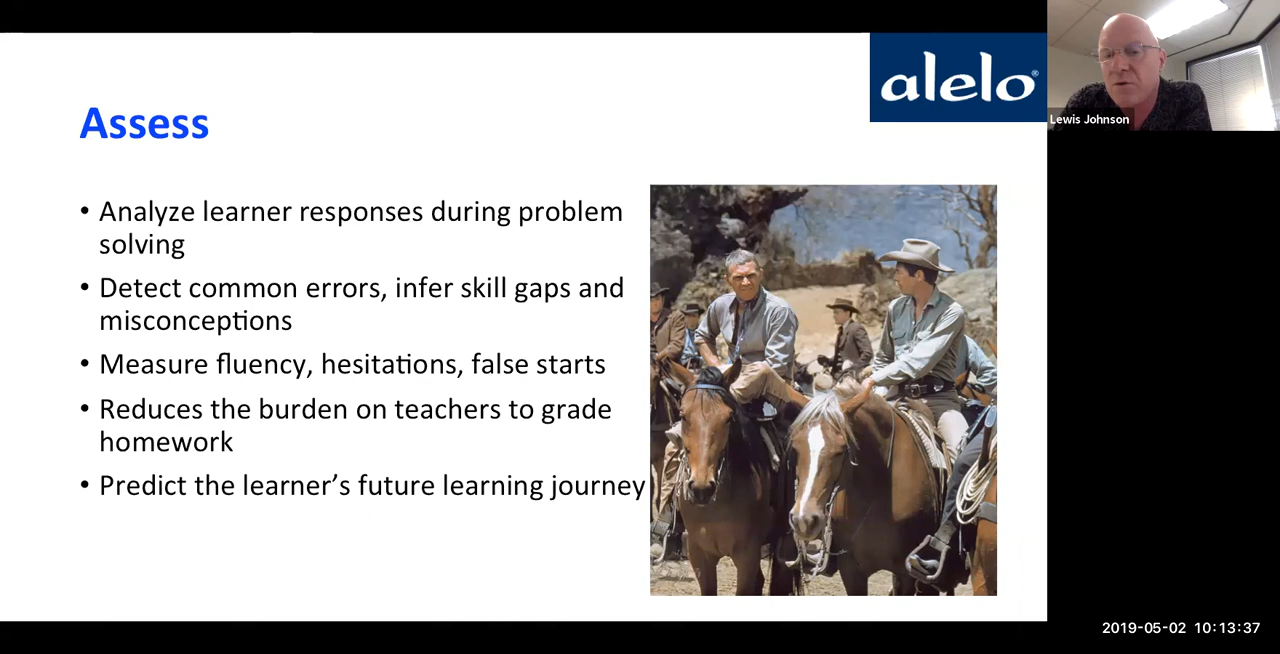 alelo®
Lewis Johnson
Assess
• Analyze learner responses during problem
solving
• Detect common errors, infer skill gaps and
misconceptions
• Measure fluency, hesitations, false starts
• Reduces the burden on teachers to grade
homework
• Predict the learner’s future learning journey
2019-05-02 10:13:37